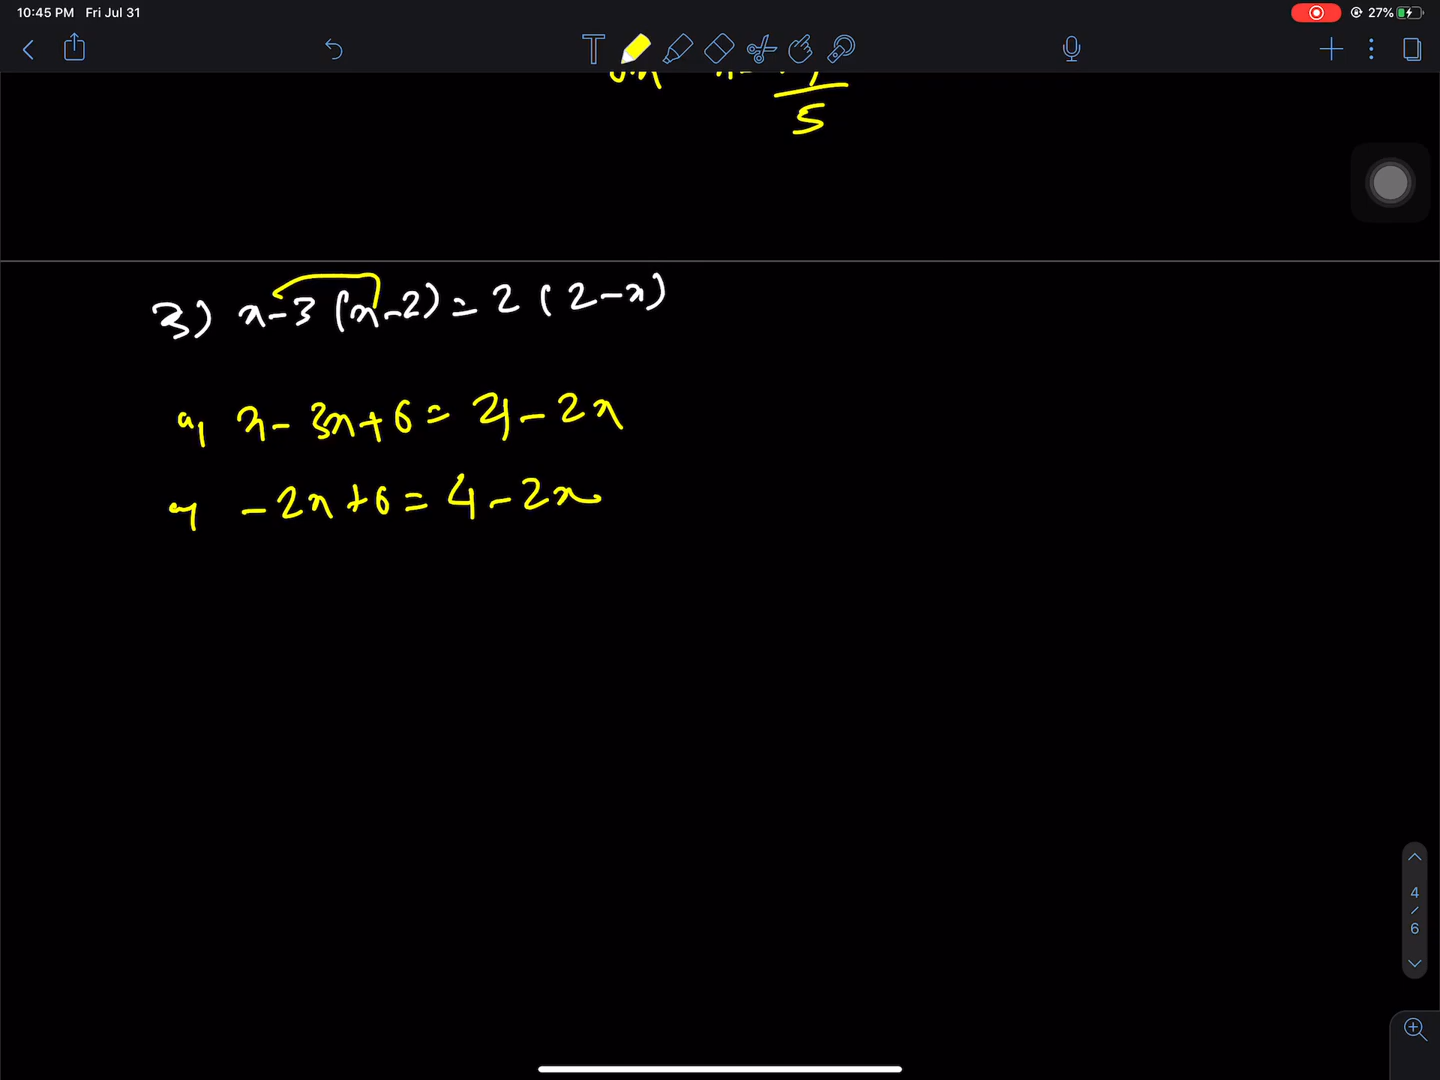 10:45 PM Fri Jul 31
27%
5
3) x-3(x-2)=2(2-x)
x-3x+6=4-2x
-2x+6=4-2x
4
/
6